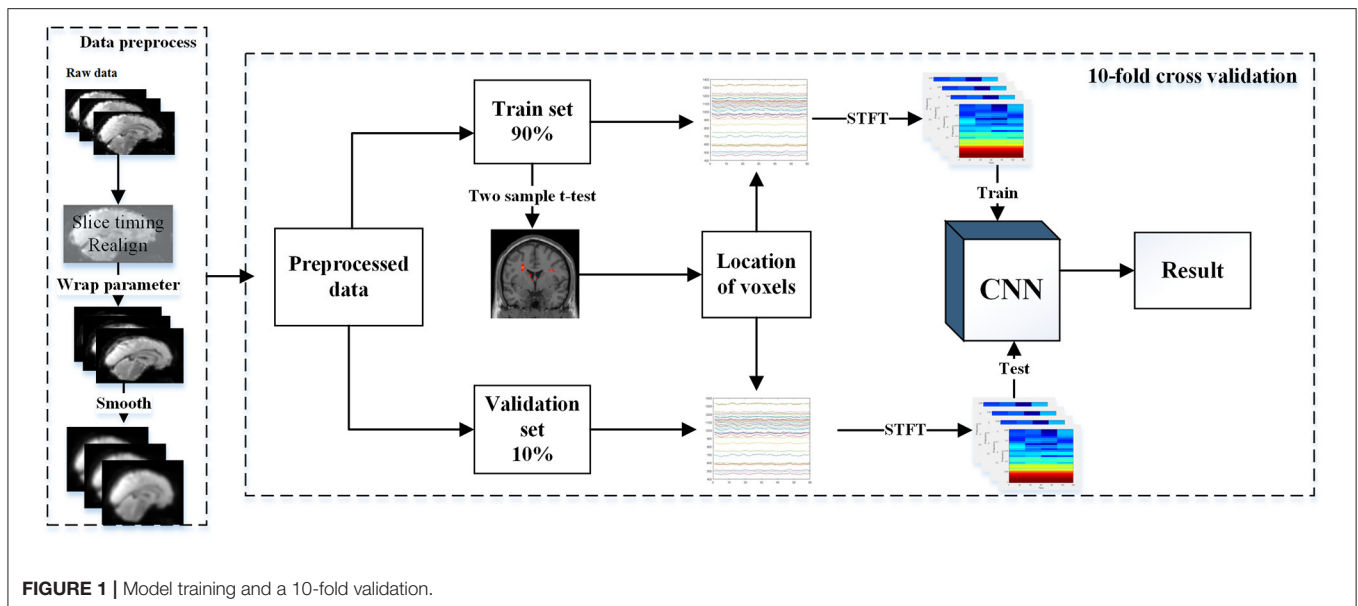 Data preprocess
Raw data
Slice timing
Realign
Wrap parameter
Smooth
10-fold cross validation
Preprocessed
data
Train set
90%
Two sample t-test
Validation
set
10%
Location
of voxels
STFT
STFT
Train
CNN
Test
Result
FIGURE 1 | Model training and a 10-fold validation.